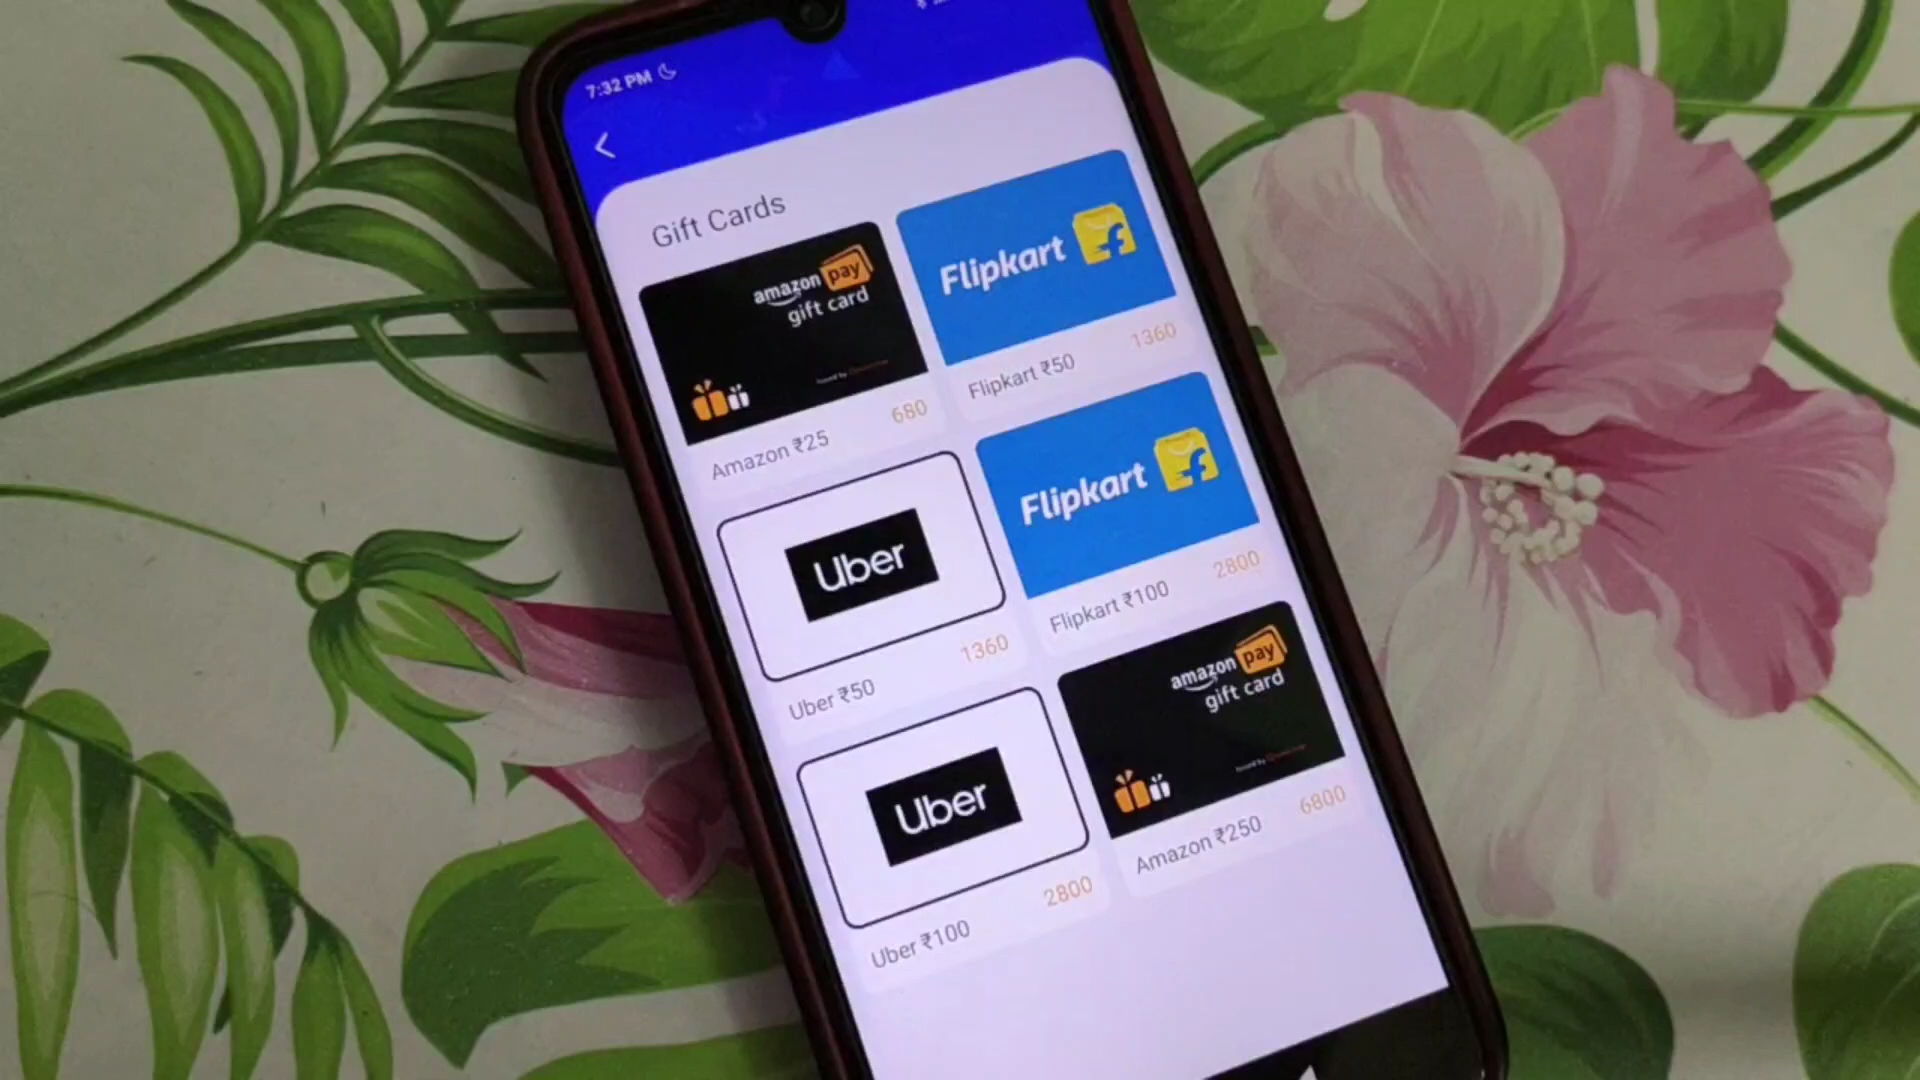 7:32 PM
Gift Cards
amazon pay
gift card
Amazon ₹25 680
Flipkart
Flipkart ₹50 1360
Uber
Uber ₹50 1360
Flipkart
Flipkart ₹100 2800
Uber
Uber ₹100 2800
amazon pay
gift card
Amazon ₹250 6800